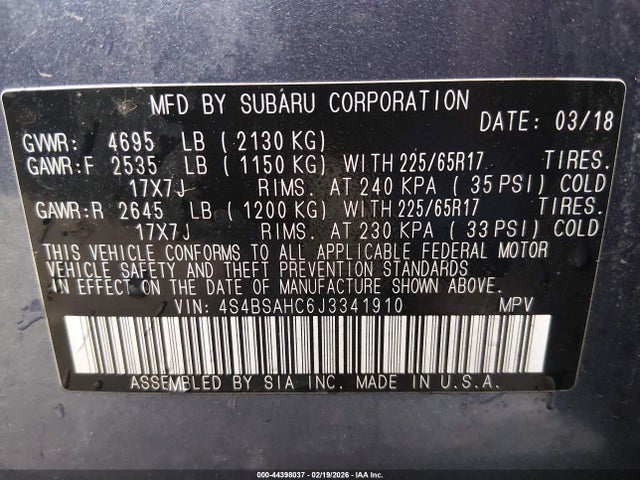 MFD BY SUBARU CORPORATION
DATE: 03/18
GVWR: 4695 LB ( 2130 KG)
GAWR:F 2535 LB ( 1150 KG) WITH 225/65R17 TIRES.
17X7J RIMS. AT 240 KPA ( 35 PSI) COLD
GAWR:R 2645 LB ( 1200 KG) WITH 225/65R17 TIRES.
17X7J RIMS. AT 230 KPA ( 33 PSI) COLD
THIS VEHICLE CONFORMS TO ALL APPLICABLE FEDERAL MOTOR
VEHICLE SAFETY AND THEFT PREVENTION STANDARDS IN EFFECT
ON THE DATE OF MANUFACTURE SHOWN ABOVE.
VIN: 4S4BSAHC6J3341910 MPV
ASSEMBLED BY SIA INC. MADE IN U.S.A.
000-44398037 - 02/19/2026 - IAA Inc.